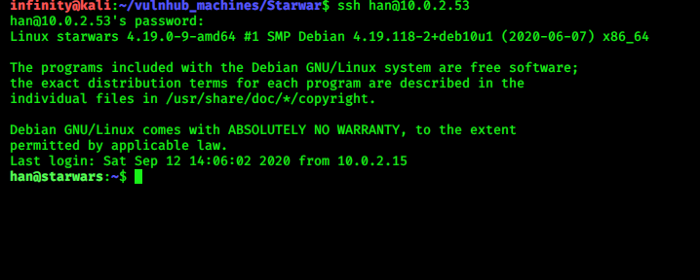 infinity@kali:~/vulnhub_machines/Starwar$ ssh han@10.0.2.53
han@10.0.2.53's password:
Linux starwars 4.19.0-9-amd64 #1 SMP Debian 4.19.118-2+deb10u1 (2020-06-07) x86_64
The programs included with the Debian GNU/Linux system are free software;
the exact distribution terms for each program are described in the
individual files in /usr/share/doc/*/copyright.
Debian GNU/Linux comes with ABSOLUTELY NO WARRANTY, to the extent
permitted by applicable law.
Last login: Sat Sep 12 14:06:02 2020 from 10.0.2.15
han@starwars:~$